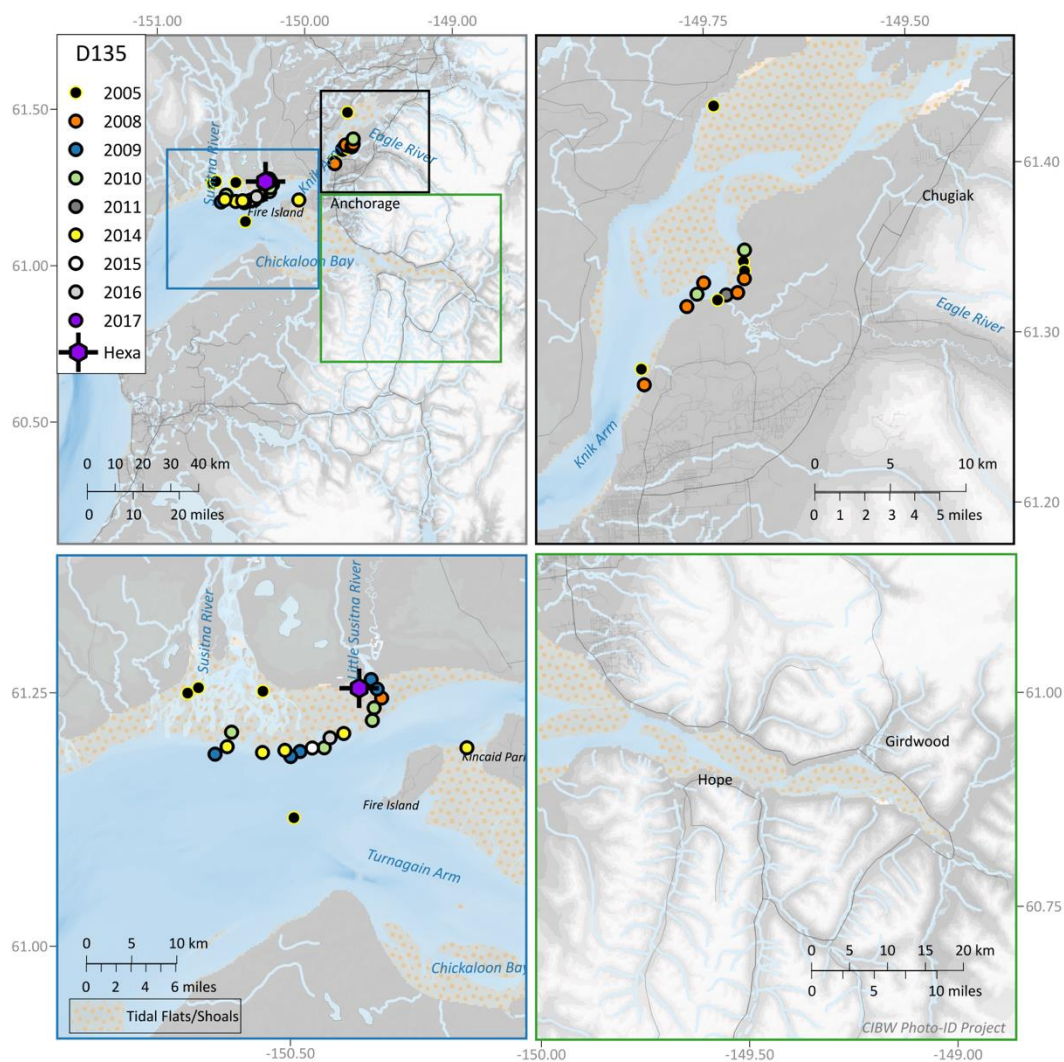 -151.00 -150.00 -149.00
-149.75 -149.50
D135
2005
2008
2009
2010
2011
2014
2015
2016
2017
Hexa
61.50
61.00
60.50
Susitna River
Knik
Eagle River
Anchorage
Fire Island
Chickaloon Bay
0 10 20 30 40 km
0 10 20 miles
61.40
61.30
61.20
Chugiak
Eagle River
Knik Arm
0 5 10 km
0 1 2 3 4 5 miles
61.25
61.00
Susitna River
Little Susitna River
Kincaid Par
Fire Island
Turnagain Arm
Chickaloon Bay
0 5 10 km
0 2 4 6 miles
Tidal Flats/Shoals
-150.50
61.00
60.75
Girdwood
Hope
0 5 10 15 20 km
0 5 10 miles
CIBW Photo-ID Project
-150.00 -149.50 -149.00